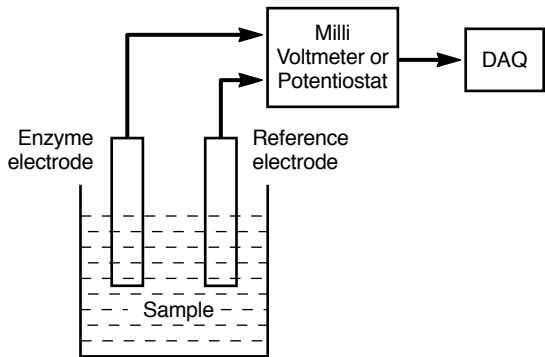 Milli
Voltmeter or
Potentiostat
DAQ
Enzyme
electrode
Reference
electrode
Sample